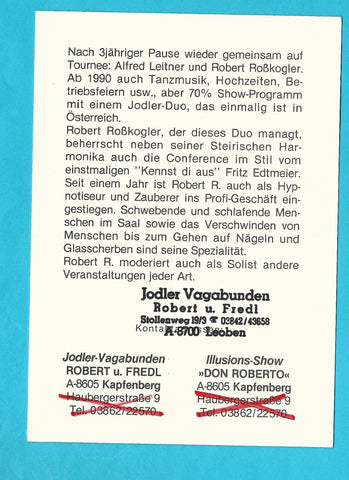 Nach 3jähriger Pause wieder gemeinsam auf
Tournee: Alfred Leitner und Robert Roßkogler.
Ab 1990 auch Tanzmusik, Hochzeiten, Be-
triebsfeiern usw., aber 70% Show-Programm
mit einem Jodler-Duo, das einmalig ist in
Österreich.
Robert Roßkogler, der dieses Duo managt,
beherrscht neben seiner Steirischen Har-
monika auch die Conference im Stil vom
einstmaligen "Kennst di aus" Fritz Edtmeier.
Seit einem Jahr ist Robert R. auch als Hyp-
notiseur und Zauberer ins Profi-Geschäft ein-
gestiegen. Schwebende und schlafende Men-
schen im Saal sowie das Verschwinden von
Menschen bis zum Gehen auf Nägeln und
Glasscherben sind seine Spezialität.
Robert R. moderiert auch als Solist andere
Veranstaltungen jeder Art.
Jodler Vagabunden
Robert u. Fredl
Stollenweg 19/3 ☎ 03842/43658
A-8700 Leoben
Jodler-Vagabunden
ROBERT u. FREDL
A-8605 Kapfenberg
Haubergerstraße 9
Tel. 03862/22570
Illusions-Show
»DON ROBERTO«
A-8605 Kapfenberg
Haubergerstraße 9
Tel. 03862/22570